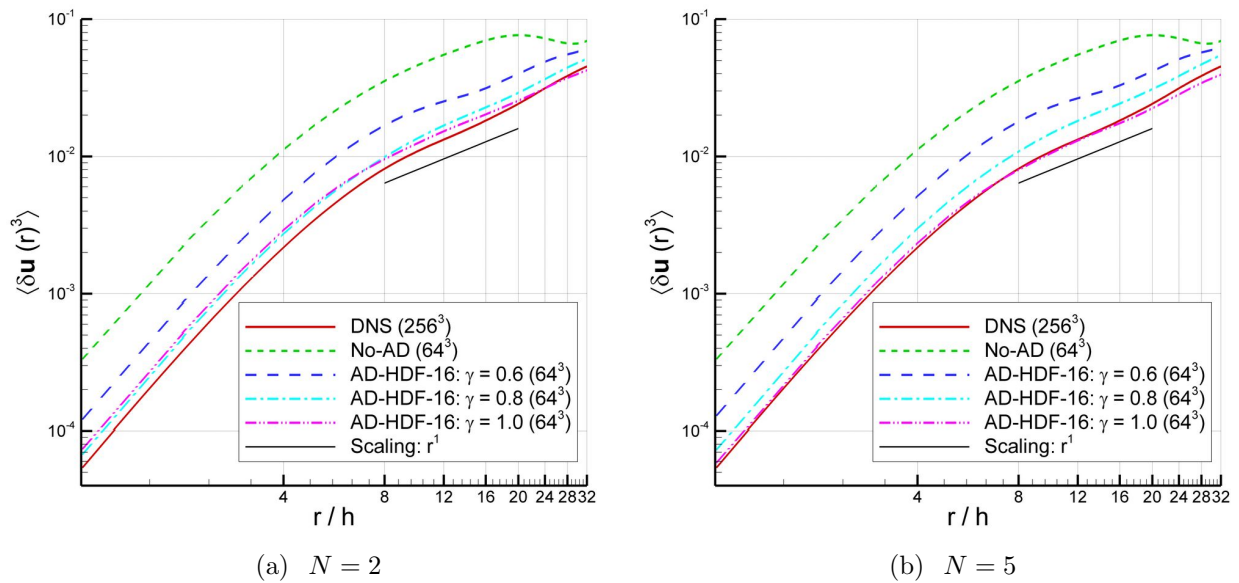 10⁻¹
10⁻²
10⁻³
10⁻⁴
⟨δu (r)³⟩
DNS (256³)
No-AD (64³)
AD-HDF-16: γ = 0.6 (64³)
AD-HDF-16: γ = 0.8 (64³)
AD-HDF-16: γ = 1.0 (64³)
Scaling: r¹
4 8 12 16 20 24 28 32
r / h
(a) N = 2
10⁻¹
10⁻²
10⁻³
10⁻⁴
⟨δu (r)³⟩
DNS (256³)
No-AD (64³)
AD-HDF-16: γ = 0.6 (64³)
AD-HDF-16: γ = 0.8 (64³)
AD-HDF-16: γ = 1.0 (64³)
Scaling: r¹
4 8 12 16 20 24 28 32
r / h
(b) N = 5